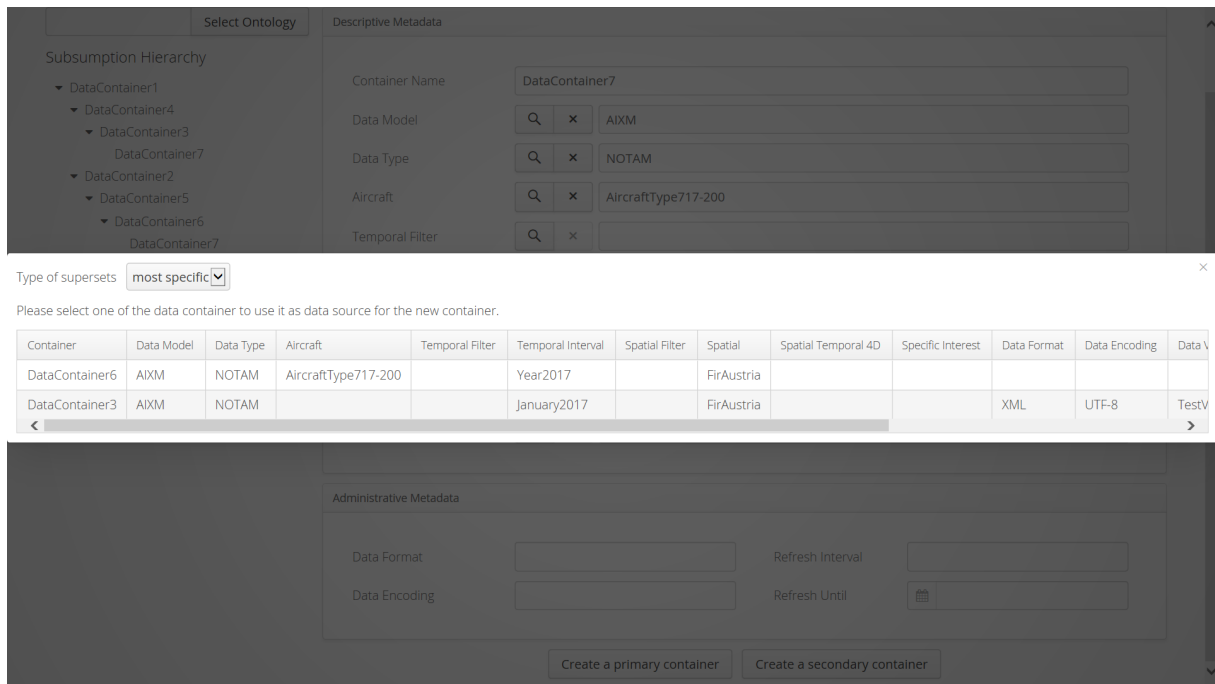 Select Ontology
Descriptive Metadata
Subsumption Hierarchy
DataContainer1
DataContainer4
DataContainer3
DataContainer7
DataContainer2
DataContainer5
DataContainer6
DataContainer7
Container Name DataContainer7
Data Model AIXM
Data Type NOTAM
Aircraft AircraftType717-200
Temporal Filter
Type of supersets most specific
Please select one of the data container to use it as data source for the new container.
Container Data Model Data Type Aircraft Temporal Filter Temporal Interval Spatial Filter Spatial Spatial Temporal 4D Specific Interest Data Format Data Encoding Data
DataContainer6 AIXM NOTAM AircraftType717-200 Year2017 FirAustria
DataContainer3 AIXM NOTAM January2017 FirAustria XML UTF-8
Administrative Metadata
Data Format Refresh Interval
Data Encoding Refresh Until
Create a primary container Create a secondary container